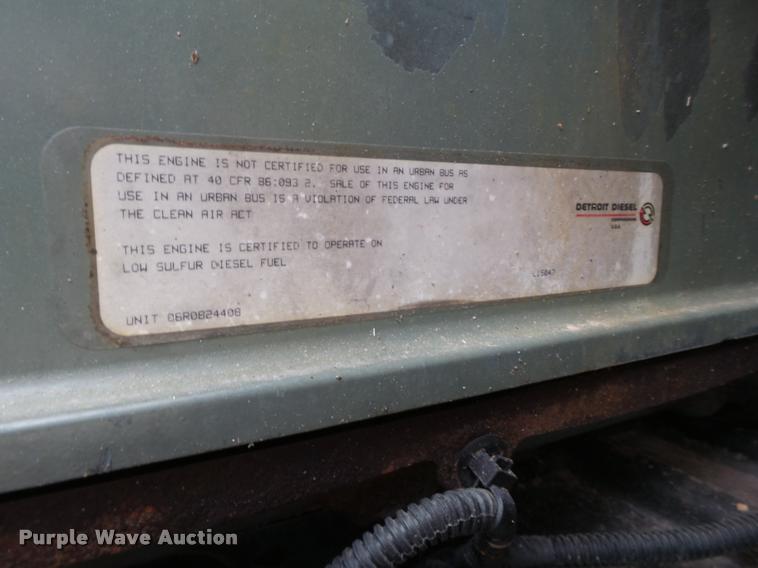 THIS ENGINE IS NOT CERTIFIED FOR USE IN AN URBAN BUS AS
DEFINED AT 40 CFR 86:093 2. SALE OF THIS ENGINE FOR
USE IN AN URBAN BUS IS A VIOLATION OF FEDERAL LAW UNDER
THE CLEAN AIR ACT
DETROIT DIESEL
CORPORATION
USA
THIS ENGINE IS CERTIFIED TO OPERATE ON
LOW SULFUR DIESEL FUEL
L15047
UNIT 06R0824408
Purple Wave Auction